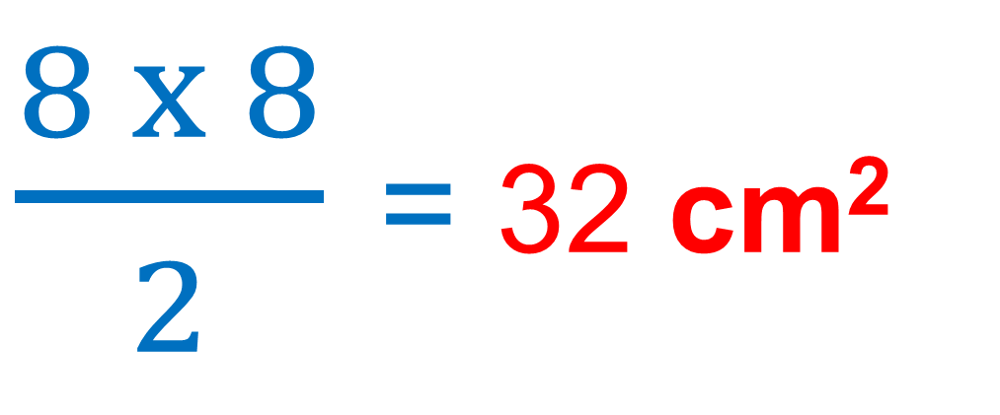 8 x 8
= 32 cm²
2